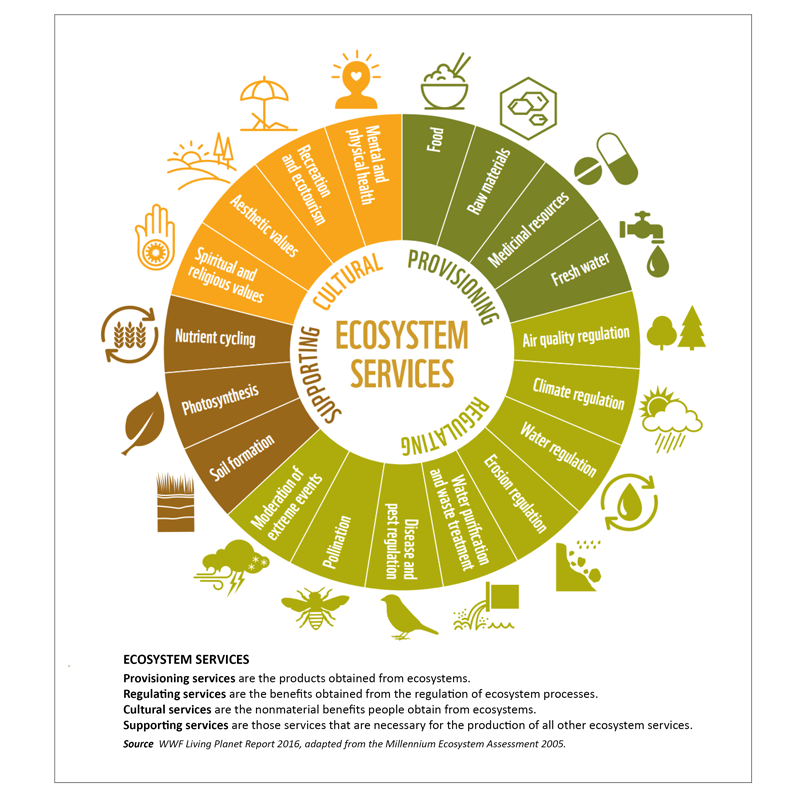 Food
Raw materials
Medicinal resources
Fresh water
Air quality regulation
Climate regulation
Water regulation
Erosion regulation
Water purification
and waste treatment
Disease and
pest regulation
Pollination
Moderation of
extreme events
Soil formation
Photosynthesis
Nutrient cycling
Spiritual and
religious values
Aesthetic values
Recreation
and ecotourism
Mental and
physical health
PROVISIONING
REGULATING
SUPPORTING
CULTURAL
ECOSYSTEM
SERVICES
ECOSYSTEM SERVICES
Provisioning services are the products obtained from ecosystems.
Regulating services are the benefits obtained from the regulation of ecosystem processes.
Cultural services are the nonmaterial benefits people obtain from ecosystems.
Supporting services are those services that are necessary for the production of all other ecosystem services.
Source WWF Living Planet Report 2016, adapted from the Millennium Ecosystem Assessment 2005.